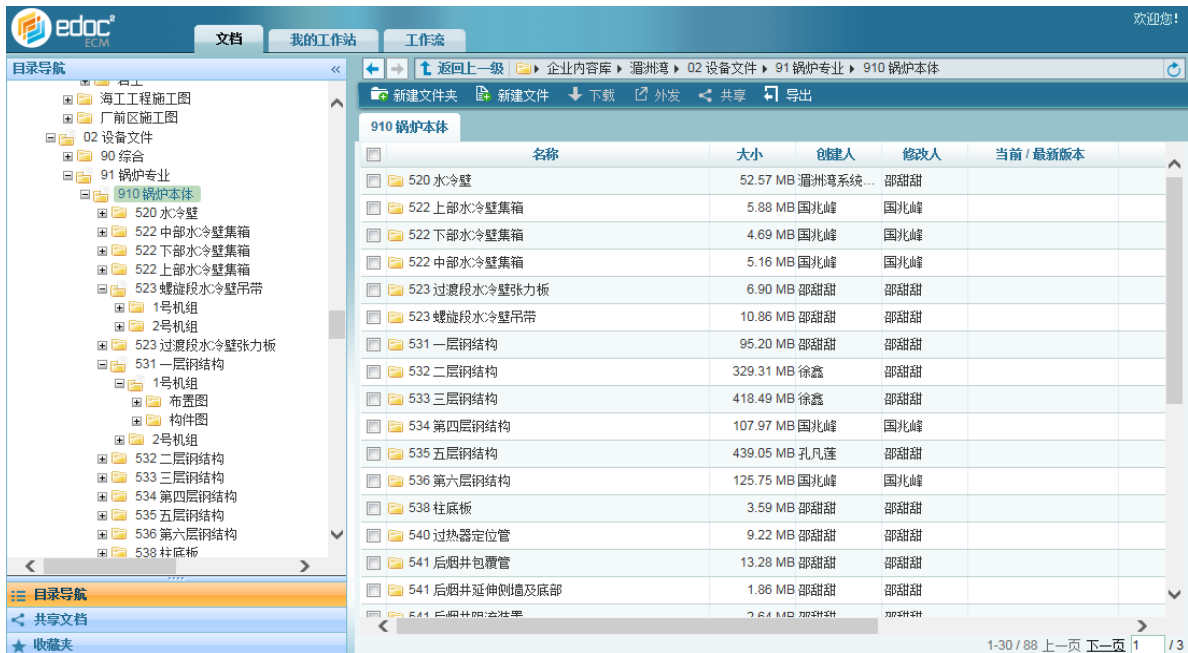 edoc2
ECM
文档
我的工作站
工作流
欢迎您!
目录导航
«
海工工程施工图
厂前区施工图
02 设备文件
90 综合
91 锅炉专业
910 锅炉本体
520 水冷壁
522 中部水冷壁集箱
522 下部水冷壁集箱
522 上部水冷壁集箱
523 螺旋段水冷壁吊带
1号机组
2号机组
523 过渡段水冷壁张力板
531 一层钢结构
1号机组
布置图
构件图
2号机组
532 二层钢结构
533 三层钢结构
534 第四层钢结构
535 五层钢结构
536 第六层钢结构
538 柱底板
目录导航
共享文档
收藏夹
返回上一级 企业内容库 湄洲湾 02 设备文件 91 锅炉专业 910 锅炉本体
新建文件夹 新建文件 下载 外发 共享 导出
910 锅炉本体
名称 大小 创建人 修改人 当前 / 最新版本
520 水冷壁 52.57 MB 湄洲湾系统... 邵甜甜
522 上部水冷壁集箱 5.88 MB 国兆峰 国兆峰
522 下部水冷壁集箱 4.69 MB 国兆峰 国兆峰
522 中部水冷壁集箱 5.16 MB 国兆峰 国兆峰
523 过渡段水冷壁张力板 6.90 MB 邵甜甜 邵甜甜
523 螺旋段水冷壁吊带 10.86 MB 邵甜甜 邵甜甜
531 一层钢结构 95.20 MB 邵甜甜 邵甜甜
532 二层钢结构 329.31 MB 徐鑫 邵甜甜
533 三层钢结构 418.49 MB 徐鑫 邵甜甜
534 第四层钢结构 107.97 MB 国兆峰 国兆峰
535 五层钢结构 439.05 MB 孔凡莲 邵甜甜
536 第六层钢结构 125.75 MB 国兆峰 国兆峰
538 柱底板 3.59 MB 邵甜甜 邵甜甜
540 过热器定位管 9.22 MB 邵甜甜 邵甜甜
541 后烟井包覆管 13.28 MB 邵甜甜 邵甜甜
541 后烟井延伸侧墙及底部 1.86 MB 邵甜甜 邵甜甜
541 后烟井阻流装置 2.64 MB 邵甜甜 邵甜甜
1-30 / 88 上一页 下一页 1 / 3